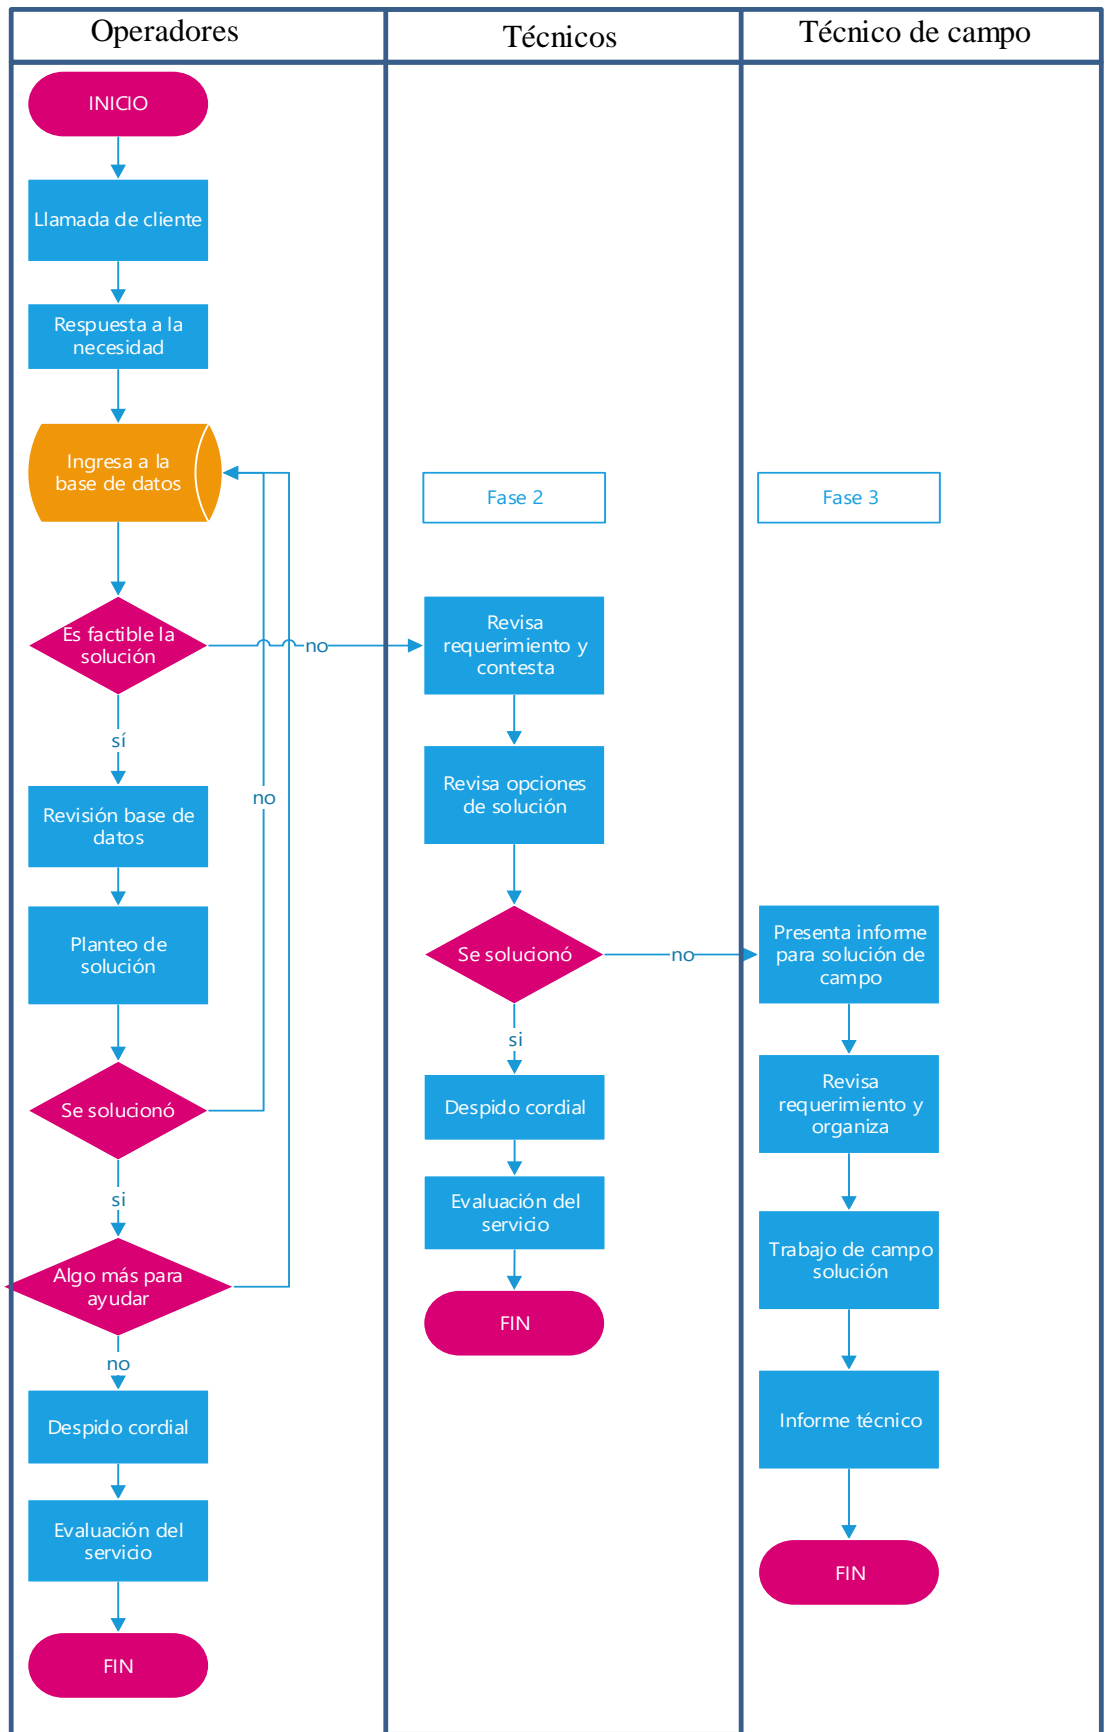 Operadores
Técnicos
Técnico de campo
INICIO
Llamada de cliente
Respuesta a la
necesidad
Ingresa a la
base de datos
Es factible la
solución
no
sí
Revisión base de
datos
Planteo de
solución
no
Se solucionó
si
Algo más para
ayudar
no
Despido cordial
Evaluación del
servicio
FIN
Fase 2
Revisa
requerimiento y
contesta
Revisa opciones
de solución
Se solucionó
no
si
Despido cordial
Evaluación del
servicio
FIN
Fase 3
Presenta informe
para solución de
campo
Revisa
requerimiento y
organiza
Trabajo de campo
solución
Informe técnico
FIN